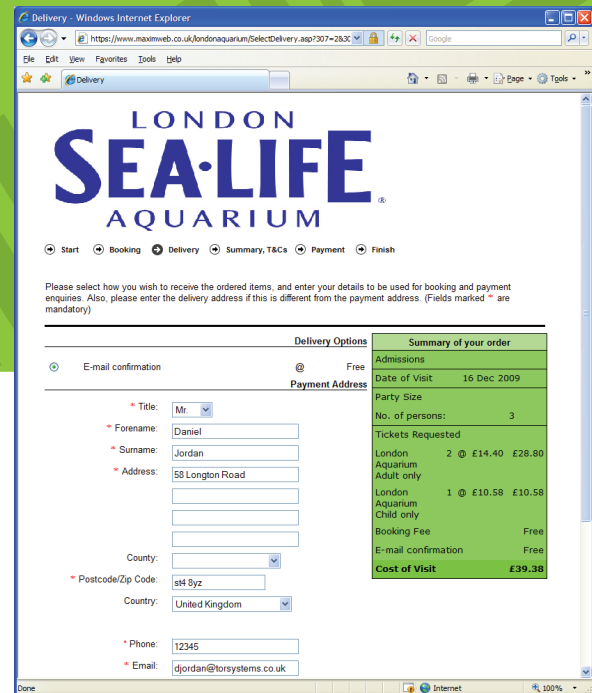 Delivery - Windows Internet Explorer
https://www.maximweb.co.uk/londonaquarium/SelectDelivery.asp?307=2&3C
Google
File Edit View Favorites Tools Help
Delivery
Page Tools »
LONDON
SEA·LIFE®
AQUARIUM
Start Booking Delivery Summary, T&Cs Payment Finish
Please select how you wish to receive the ordered items, and enter your details to be used for booking and payment
enquiries. Also, please enter the delivery address if this is different from the payment address. (Fields marked * are
mandatory)
Delivery Options
E-mail confirmation @ Free
Payment Address
* Title: Mr.
* Forename: Daniel
* Surname: Jordan
* Address: 58 Longton Road
County:
* Postcode/Zip Code: st4 8yz
Country: United Kingdom
* Phone: 12345
* Email: djordan@torsystems.co.uk
Summary of your order
Admissions
Date of Visit 16 Dec 2009
Party Size
No. of persons: 3
Tickets Requested
London 2 @ £14.40 £28.80
Aquarium
Adult only
London 1 @ £10.58 £10.58
Aquarium
Child only
Booking Fee Free
E-mail confirmation Free
Cost of Visit £39.38
Done Internet 100%